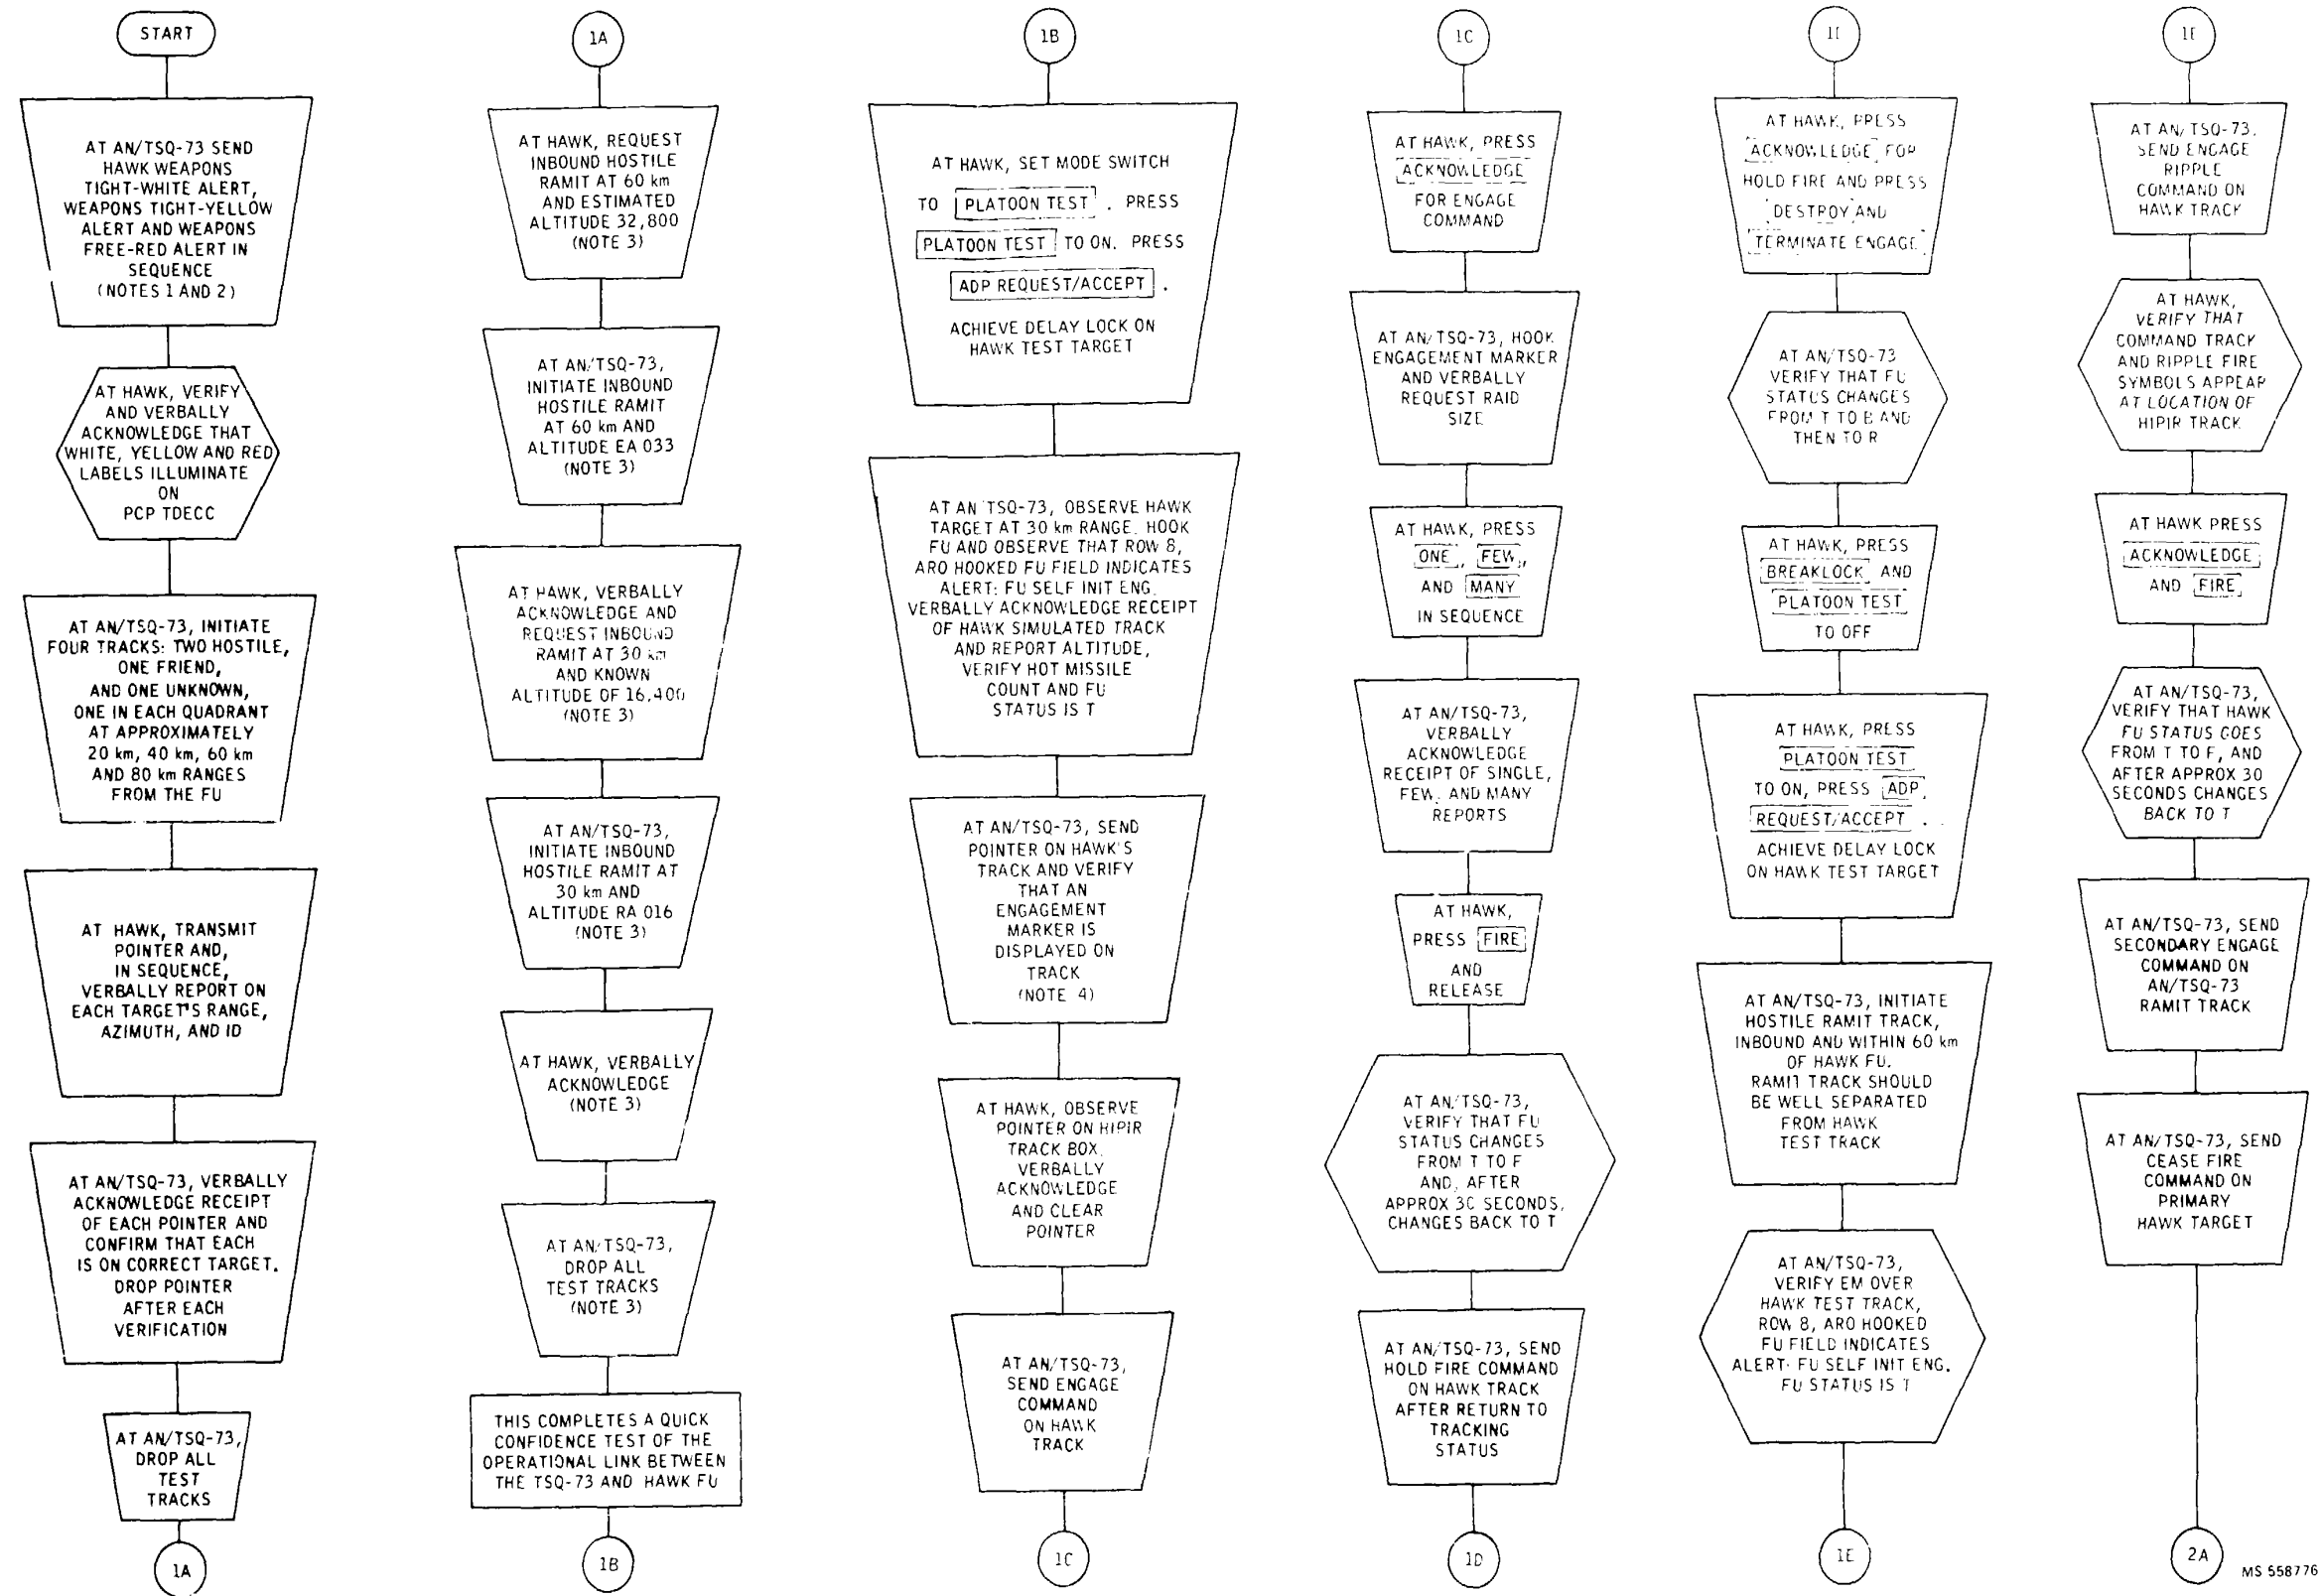 START
AT AN/TSQ-73 SEND
HAWK WEAPONS
TIGHT-WHITE ALERT,
WEAPONS TIGHT-YELLOW
ALERT AND WEAPONS
FREE-RED ALERT IN
SEQUENCE
(NOTES 1 AND 2)
AT HAWK, VERIFY
AND VERBALLY
ACKNOWLEDGE THAT
WHITE, YELLOW AND RED
LABELS ILLUMINATE
ON
PCP TDECC
AT AN/TSQ-73, INITIATE
FOUR TRACKS: TWO HOSTILE,
ONE FRIEND,
AND ONE UNKNOWN,
ONE IN EACH QUADRANT
AT APPROXIMATELY
20 km, 40 km, 60 km
AND 80 km RANGES
FROM THE FU
AT HAWK, TRANSMIT
POINTER AND,
IN SEQUENCE,
VERBALLY REPORT ON
EACH TARGET'S RANGE,
AZIMUTH, AND ID
AT AN/TSQ-73, VERBALLY
ACKNOWLEDGE RECEIPT
OF EACH POINTER AND
CONFIRM THAT EACH
IS ON CORRECT TARGET.
DROP POINTER
AFTER EACH
VERIFICATION
AT AN/TSQ-73,
DROP ALL
TEST
TRACKS
1A
1A
AT HAWK, REQUEST
INBOUND HOSTILE
RAMIT AT 60 km
AND ESTIMATED
ALTITUDE 32,800
(NOTE 3)
AT AN/TSQ-73,
INITIATE INBOUND
HOSTILE RAMIT
AT 60 km AND
ALTITUDE EA 033
(NOTE 3)
AT HAWK, VERBALLY
ACKNOWLEDGE AND
REQUEST INBOUND
RAMIT AT 30 km
AND KNOWN
ALTITUDE OF 16,400
(NOTE 3)
AT AN/TSQ-73,
INITIATE INBOUND
HOSTILE RAMIT AT
30 km AND
ALTITUDE RA 016
(NOTE 3)
AT HAWK, VERBALLY
ACKNOWLEDGE
(NOTE 3)
AT AN/TSQ-73,
DROP ALL
TEST TRACKS
(NOTE 3)
THIS COMPLETES A QUICK
CONFIDENCE TEST OF THE
OPERATIONAL LINK BETWEEN
THE TSQ-73 AND HAWK FU
1B
1B
AT HAWK, SET MODE SWITCH
TO PLATOON TEST . PRESS
PLATOON TEST TO ON. PRESS
ADP REQUEST/ACCEPT .
ACHIEVE DELAY LOCK ON
HAWK TEST TARGET
AT AN TSQ-73, OBSERVE HAWK
TARGET AT 30 km RANGE. HOOK
FU AND OBSERVE THAT ROW 8,
ARO HOOKED FU FIELD INDICATES
ALERT: FU SELF INIT ENG.
VERBALLY ACKNOWLEDGE RECEIPT
OF HAWK SIMULATED TRACK
AND REPORT ALTITUDE,
VERIFY HOT MISSILE
COUNT AND FU
STATUS IS T
AT AN/TSQ-73, SEND
POINTER ON HAWK'S
TRACK AND VERIFY
THAT AN
ENGAGEMENT
MARKER IS
DISPLAYED ON
TRACK
(NOTE 4)
AT HAWK, OBSERVE
POINTER ON HIPIR
TRACK BOX,
VERBALLY
ACKNOWLEDGE
AND CLEAR
POINTER
AT AN/TSQ-73,
SEND ENGAGE
COMMAND
ON HAWK
TRACK
1C
1C
AT HAWK, PRESS
ACKNOWLEDGE
FOR ENGAGE
COMMAND
AT AN/TSQ-73, HOOK
ENGAGEMENT MARKER
AND VERBALLY
REQUEST RAID
SIZE
AT HAWK, PRESS
ONE, FEW,
AND MANY
IN SEQUENCE
AT AN/TSQ-73,
VERBALLY
ACKNOWLEDGE
RECEIPT OF SINGLE,
FEW, AND MANY
REPORTS
AT HAWK,
PRESS FIRE
AND
RELEASE
AT AN/TSQ-73,
VERIFY THAT FU
STATUS CHANGES
FROM T TO F
AND, AFTER
APPROX 30 SECONDS,
CHANGES BACK TO T
AT AN/TSQ-73, SEND
HOLD FIRE COMMAND
ON HAWK TRACK
AFTER RETURN TO
TRACKING
STATUS
1D
AT HAWK, PRESS
ACKNOWLEDGE FOR
HOLD FIRE AND PRESS
DESTROY AND
TERMINATE ENGAGE
AT AN/TSQ-73
VERIFY THAT FU
STATUS CHANGES
FROM T TO B AND
THEN TO R
AT HAWK, PRESS
BREAKLOCK AND
PLATOON TEST
TO OFF
AT HAWK, PRESS
PLATOON TEST
TO ON, PRESS ADP
REQUEST/ACCEPT .
ACHIEVE DELAY LOCK
ON HAWK TEST TARGET
AT AN/TSQ-73, INITIATE
HOSTILE RAMIT TRACK,
INBOUND AND WITHIN 60 km
OF HAWK FU.
RAMIT TRACK SHOULD
BE WELL SEPARATED
FROM HAWK
TEST TRACK
AT AN/TSQ-73,
VERIFY EM OVER
HAWK TEST TRACK,
ROW 8, ARO HOOKED
FU FIELD INDICATES
ALERT: FU SELF INIT ENG.
FU STATUS IS T
1E
AT AN/TSQ-73,
SEND ENGAGE
RIPPLE
COMMAND ON
HAWK TRACK
AT HAWK,
VERIFY THAT
COMMAND TRACK
AND RIPPLE FIRE
SYMBOLS APPEAR
AT LOCATION OF
HIPIR TRACK
AT HAWK PRESS
ACKNOWLEDGE
AND FIRE
AT AN/TSQ-73,
VERIFY THAT HAWK
FU STATUS GOES
FROM T TO F, AND
AFTER APPROX 30
SECONDS CHANGES
BACK TO T
AT AN/TSQ-73, SEND
SECONDARY ENGAGE
COMMAND ON
AN/TSQ-73
RAMIT TRACK
AT AN/TSQ-73, SEND
CEASE FIRE
COMMAND ON
PRIMARY
HAWK TARGET
2A
MS 558776